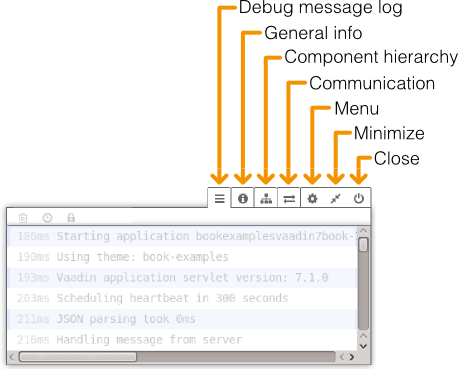 Debug message log
General info
Component hierarchy
Communication
Menu
Minimize
Close
186ms Starting application bookexamplesvaadin7book-
190ms Using theme: book-examples
193ms Vaadin application servlet version: 7.1.0
203ms Scheduling heartbeat in 300 seconds
211ms JSON parsing took 0ms
216ms Handling message from server